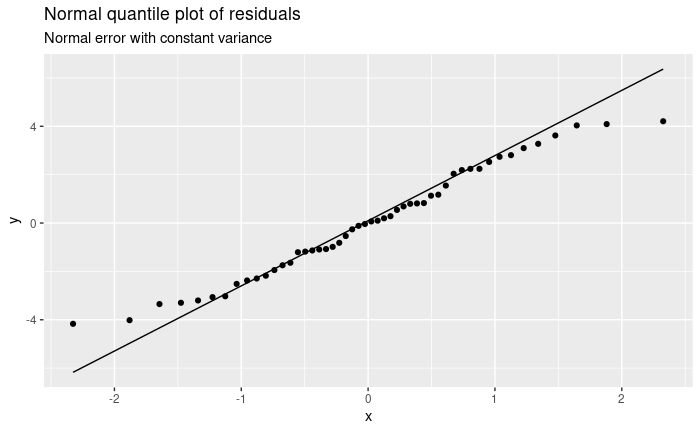 Normal quantile plot of residuals
Normal error with constant variance
4
0
-4
y
-2
-1
0
1
2
x